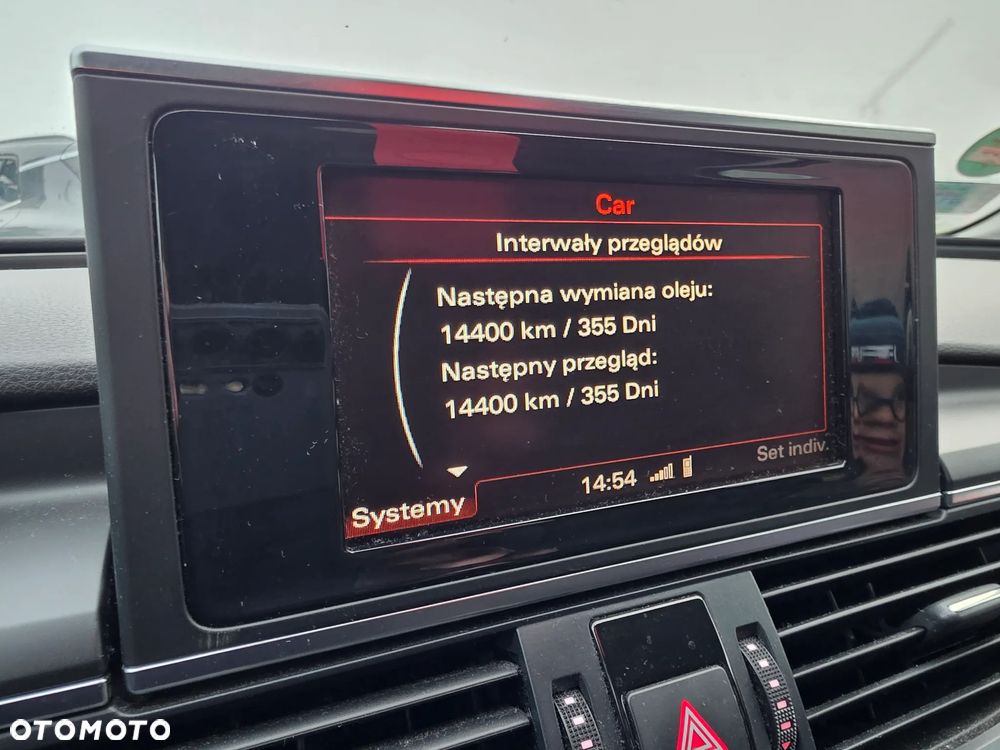 Car
Interwały przeglądów
Następna wymiana oleju:
14400 km / 355 Dni
Następny przegląd:
14400 km / 355 Dni
Set indiv.
14:54
Systemy
OTOMOTO